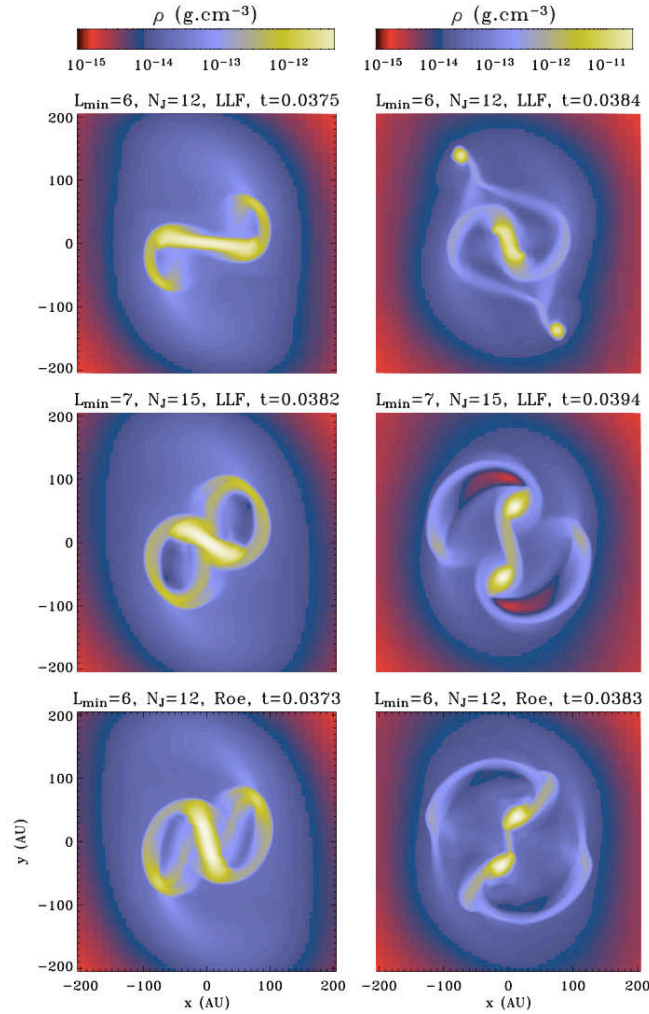 ρ (g.cm⁻³) ρ (g.cm⁻³)
10⁻¹⁵ 10⁻¹⁴ 10⁻¹³ 10⁻¹² 10⁻¹⁵ 10⁻¹⁴ 10⁻¹³ 10⁻¹² 10⁻¹¹
L_min=6, N_J=12, LLF, t=0.0375 L_min=6, N_J=12, LLF, t=0.0384
200
100
0
−100
−200
L_min=7, N_J=15, LLF, t=0.0382 L_min=7, N_J=15, LLF, t=0.0394
200
100
0
−100
−200
L_min=6, N_J=12, Roe, t=0.0373 L_min=6, N_J=12, Roe, t=0.0383
200
100
0
−100
−200
y (AU)
−200 −100 0 100 200 −200 −100 0 100 200
x (AU) x (AU)